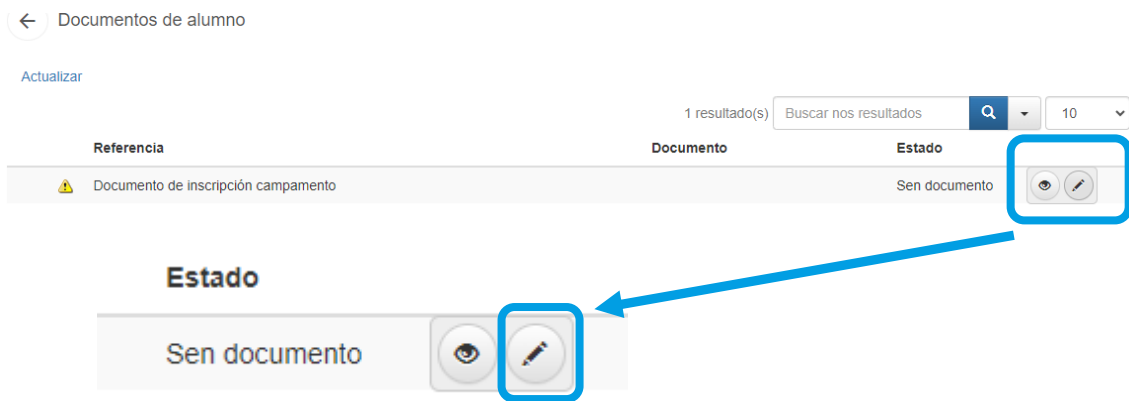 Documentos de alumno
Actualizar
1 resultado(s) Buscar nos resultados 10
Referencia Documento Estado
Documento de inscripción campamento Sen documento
Estado
Sen documento